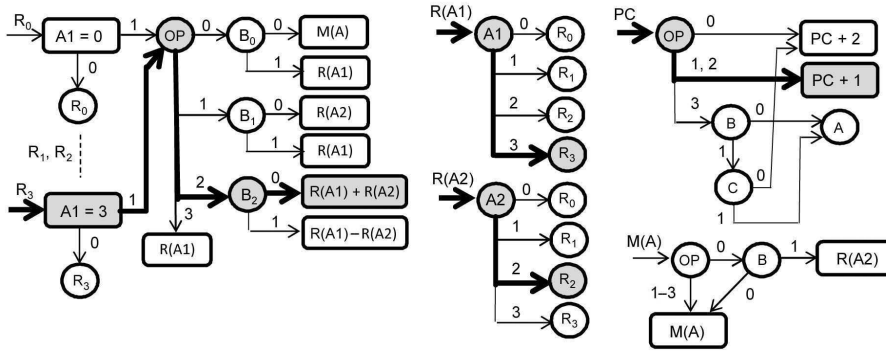 R0
A1 = 0
1
OP
0
B0
0
M(A)
1
R(A1)
0
R0
1
B1
0
R(A2)
1
R(A1)
R1, R2
R3
A1 = 3
1
2
B2
0
R(A1) + R(A2)
1
R(A1) – R(A2)
3
R(A1)
0
R3
R(A1)
A1
0
R0
1
R1
2
R2
3
R3
R(A2)
A2
0
R0
1
R1
2
R2
3
R3
PC
OP
0
PC + 2
1, 2
PC + 1
3
B
0
A
1
C
0
1
M(A)
OP
0
B
1
R(A2)
1–3
0
M(A)